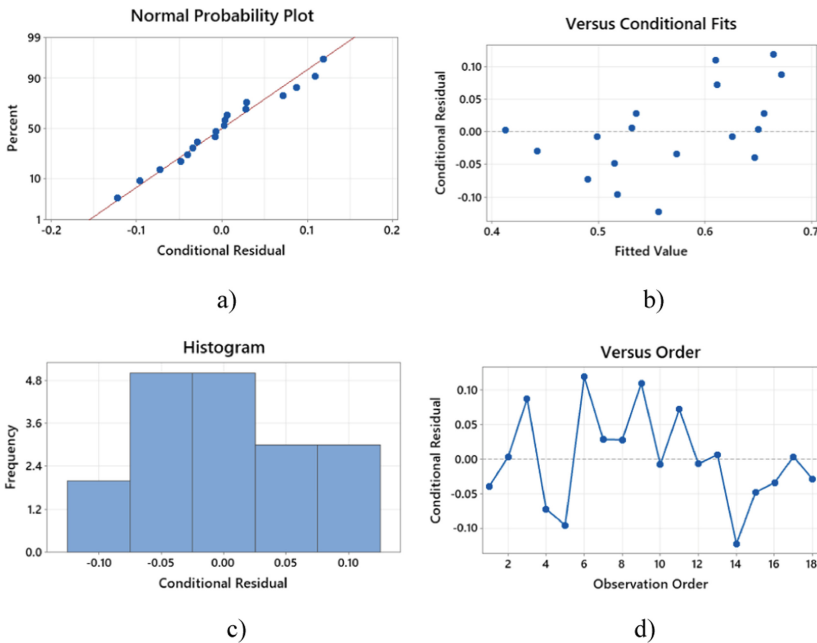 Normal Probability Plot
99
90
50
10
1
Percent
-0.2
-0.1
0.0
0.1
0.2
Conditional Residual
a)
Versus Conditional Fits
0.10
0.05
0.00
-0.05
-0.10
Conditional Residual
0.4
0.5
0.6
0.7
Fitted Value
b)
Histogram
4.8
3.6
2.4
1.2
0.0
Frequency
-0.10
-0.05
0.00
0.05
0.10
Conditional Residual
c)
Versus Order
0.10
0.05
0.00
-0.05
-0.10
Conditional Residual
2
4
6
8
10
12
14
16
18
Observation Order
d)